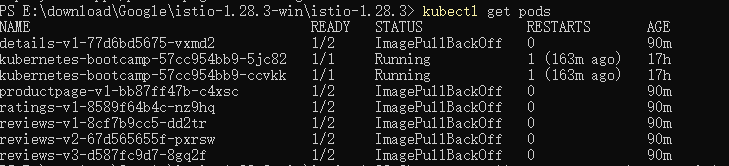 PS E:\download\Google\istio-1.28.3-win\istio-1.28.3> kubectl get pods
NAME READY STATUS RESTARTS AGE
details-v1-77d6bd5675-vxmd2 1/2 ImagePullBackOff 0 90m
kubernetes-bootcamp-57cc954bb9-5jc82 1/1 Running 1 (163m ago) 17h
kubernetes-bootcamp-57cc954bb9-ccvkk 1/1 Running 1 (163m ago) 17h
productpage-v1-bb87ff47b-c4xsc 1/2 ImagePullBackOff 0 90m
ratings-v1-8589f64b4c-nz9hq 1/2 ImagePullBackOff 0 90m
reviews-v1-8cf7b9cc5-dd2tr 1/2 ImagePullBackOff 0 90m
reviews-v2-67d565655f-pxrsw 1/2 ImagePullBackOff 0 90m
reviews-v3-d587fc9d7-8gq2f 1/2 ImagePullBackOff 0 90m